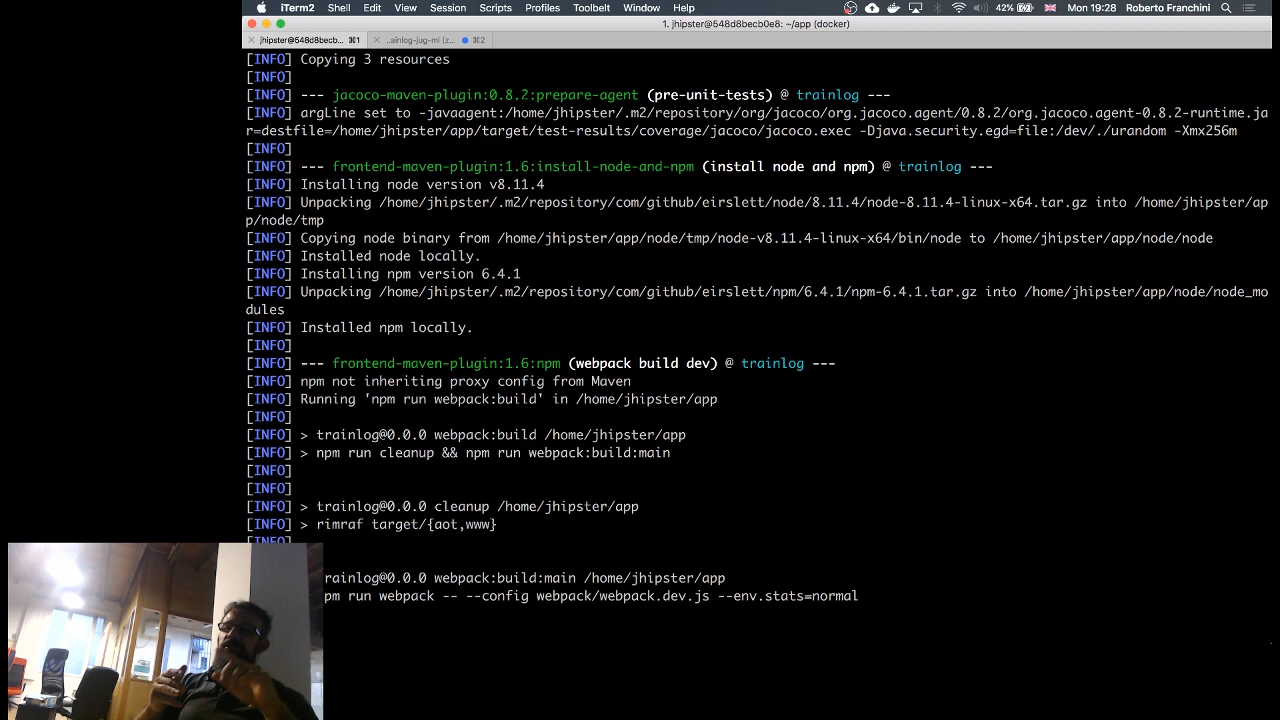 iTerm2 Shell Edit View Session Scripts Profiles Toolbelt Window Help 42% Mon 19:28 Roberto Franchini
1. jhipster@548d8becb0e8: ~/app (docker)
jhipster@548d8becb... ⌘1 ..ainlog-jug-mi (z... ⌘2
[INFO] Copying 3 resources
[INFO]
[INFO] --- jacoco-maven-plugin:0.8.2:prepare-agent (pre-unit-tests) @ trainlog ---
[INFO] argLine set to -javaagent:/home/jhipster/.m2/repository/org/jacoco/org.jacoco.agent/0.8.2/org.jacoco.agent-0.8.2-runtime.ja
r=destfile=/home/jhipster/app/target/test-results/coverage/jacoco/jacoco.exec -Djava.security.egd=file:/dev/./urandom -Xmx256m
[INFO]
[INFO] --- frontend-maven-plugin:1.6:install-node-and-npm (install node and npm) @ trainlog ---
[INFO] Installing node version v8.11.4
[INFO] Unpacking /home/jhipster/.m2/repository/com/github/eirslett/node/8.11.4/node-8.11.4-linux-x64.tar.gz into /home/jhipster/ap
p/node/tmp
[INFO] Copying node binary from /home/jhipster/app/node/tmp/node-v8.11.4-linux-x64/bin/node to /home/jhipster/app/node/node
[INFO] Installed node locally.
[INFO] Installing npm version 6.4.1
[INFO] Unpacking /home/jhipster/.m2/repository/com/github/eirslett/npm/6.4.1/npm-6.4.1.tar.gz into /home/jhipster/app/node/node_mo
dules
[INFO] Installed npm locally.
[INFO]
[INFO] --- frontend-maven-plugin:1.6:npm (webpack build dev) @ trainlog ---
[INFO] npm not inheriting proxy config from Maven
[INFO] Running 'npm run webpack:build' in /home/jhipster/app
[INFO]
[INFO] > trainlog@0.0.0 webpack:build /home/jhipster/app
[INFO] > npm run cleanup && npm run webpack:build:main
[INFO]
[INFO]
[INFO] > trainlog@0.0.0 cleanup /home/jhipster/app
[INFO] > rimraf target/{aot,www}
[INFO]
rainlog@0.0.0 webpack:build:main /home/jhipster/app
pm run webpack -- --config webpack/webpack.dev.js --env.stats=normal